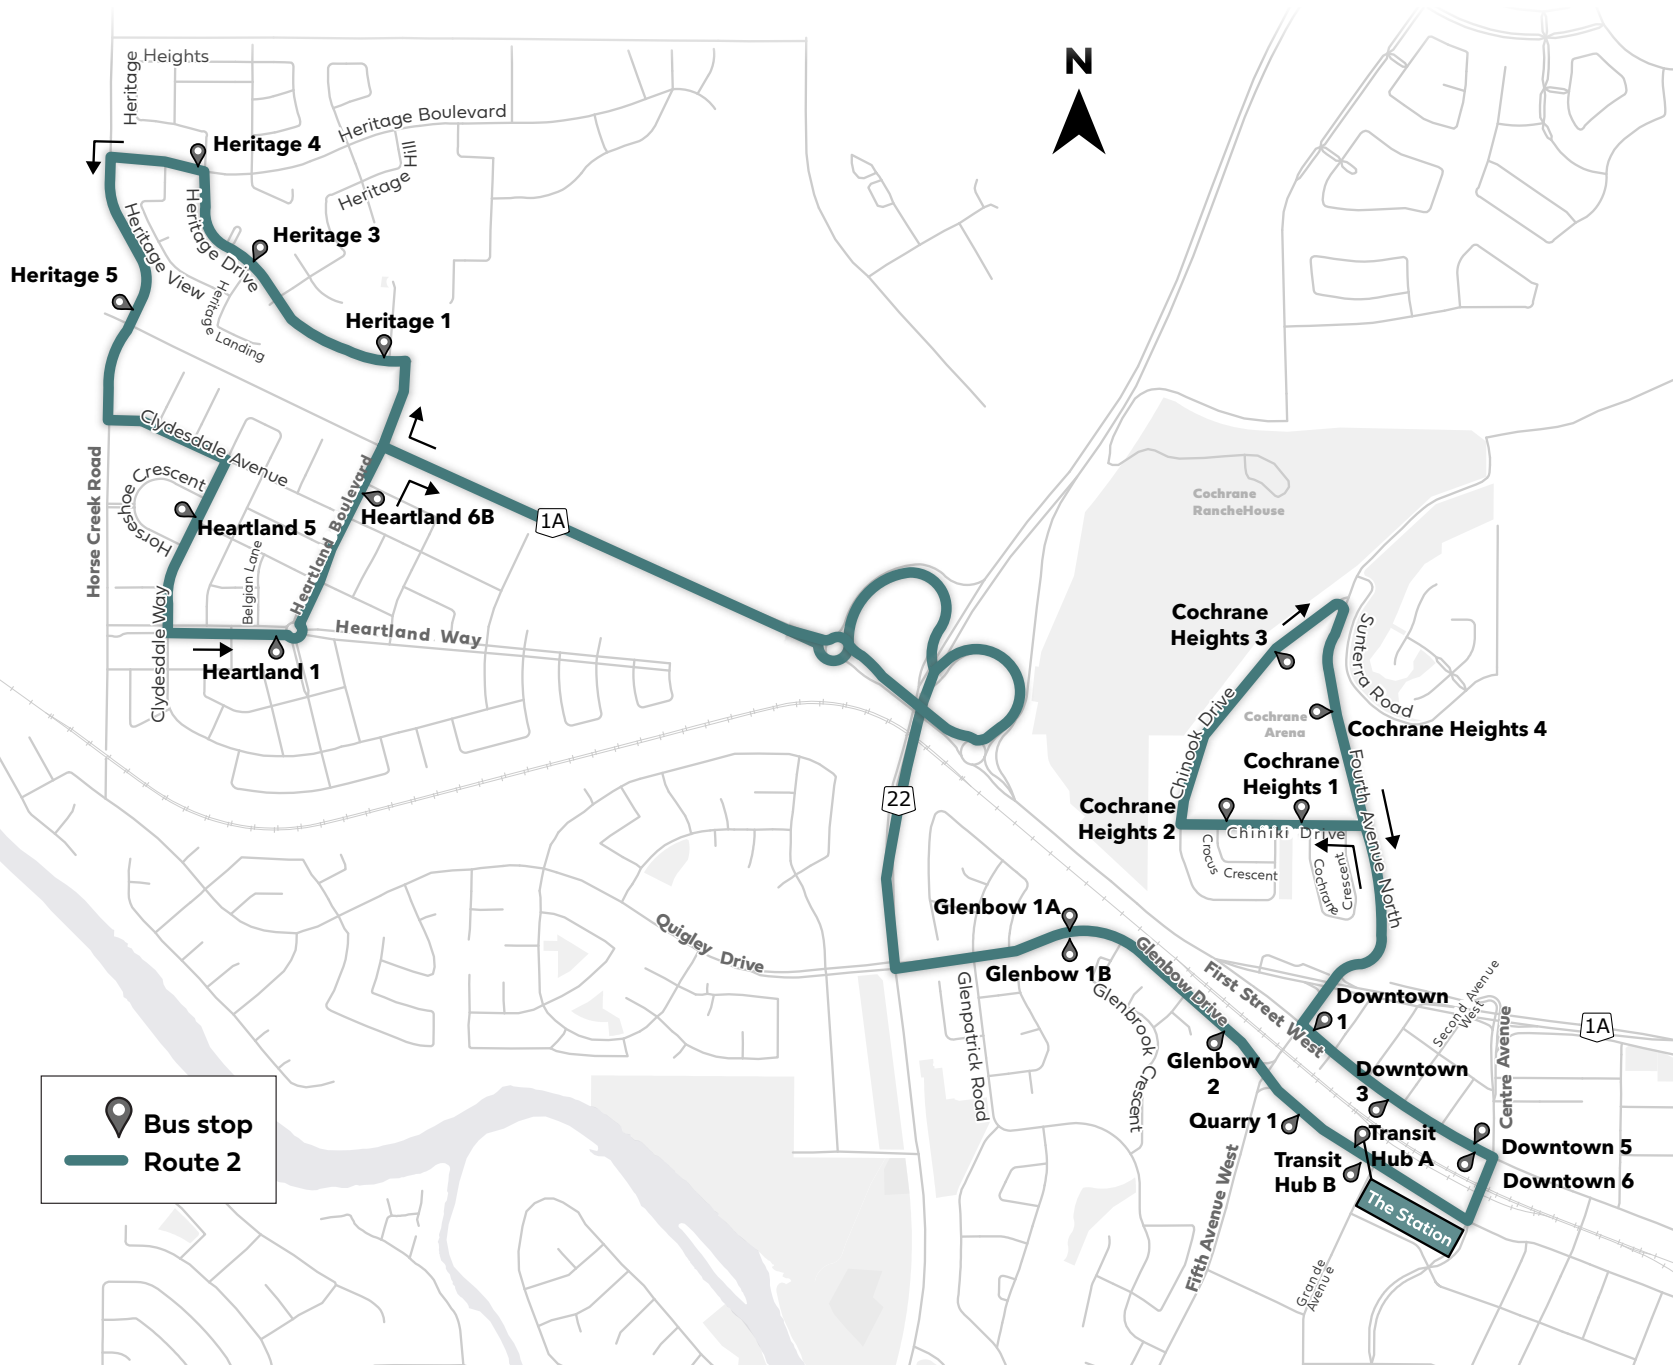 N
Heritage
Heights
Heritage Boulevard
Hill
Heritage
Heritage 4
Heritage Drive
Heritage 3
Heritage View
Heritage 5
Heritage
Landing
Heritage 1
Clydesdale Avenue
Horse Creek Road
Horseshoe Crescent
Heartland 5
Heartland Boulevard
Heartland 6B
Belgian Lane
Clydesdale Way
Heartland Way
Heartland 1
1A
22
Cochrane
RancheHouse
Cochrane
Heights 3
Sunterra Road
Chinook Drive
Cochrane
Arena
Cochrane Heights 4
Cochrane
Heights 1
Cochrane
Heights 2
Chiniki Drive
Fourth Avenue North
Crocus
Crescent
Cochrane
Crescent
Glenbow 1A
Glenbow 1B
Quigley Drive
Glenpatrick Road
Glenbrook Crescent
Glenbow Drive
First Street West
Downtown
1
Second Avenue
West
Centre Avenue
1A
Glenbow
2
Downtown
3
Quarry 1
Transit
Hub A
Transit
Hub B
Downtown 5
Downtown 6
The Station
Fifth Avenue West
Grande
Avenue
Bus stop
Route 2